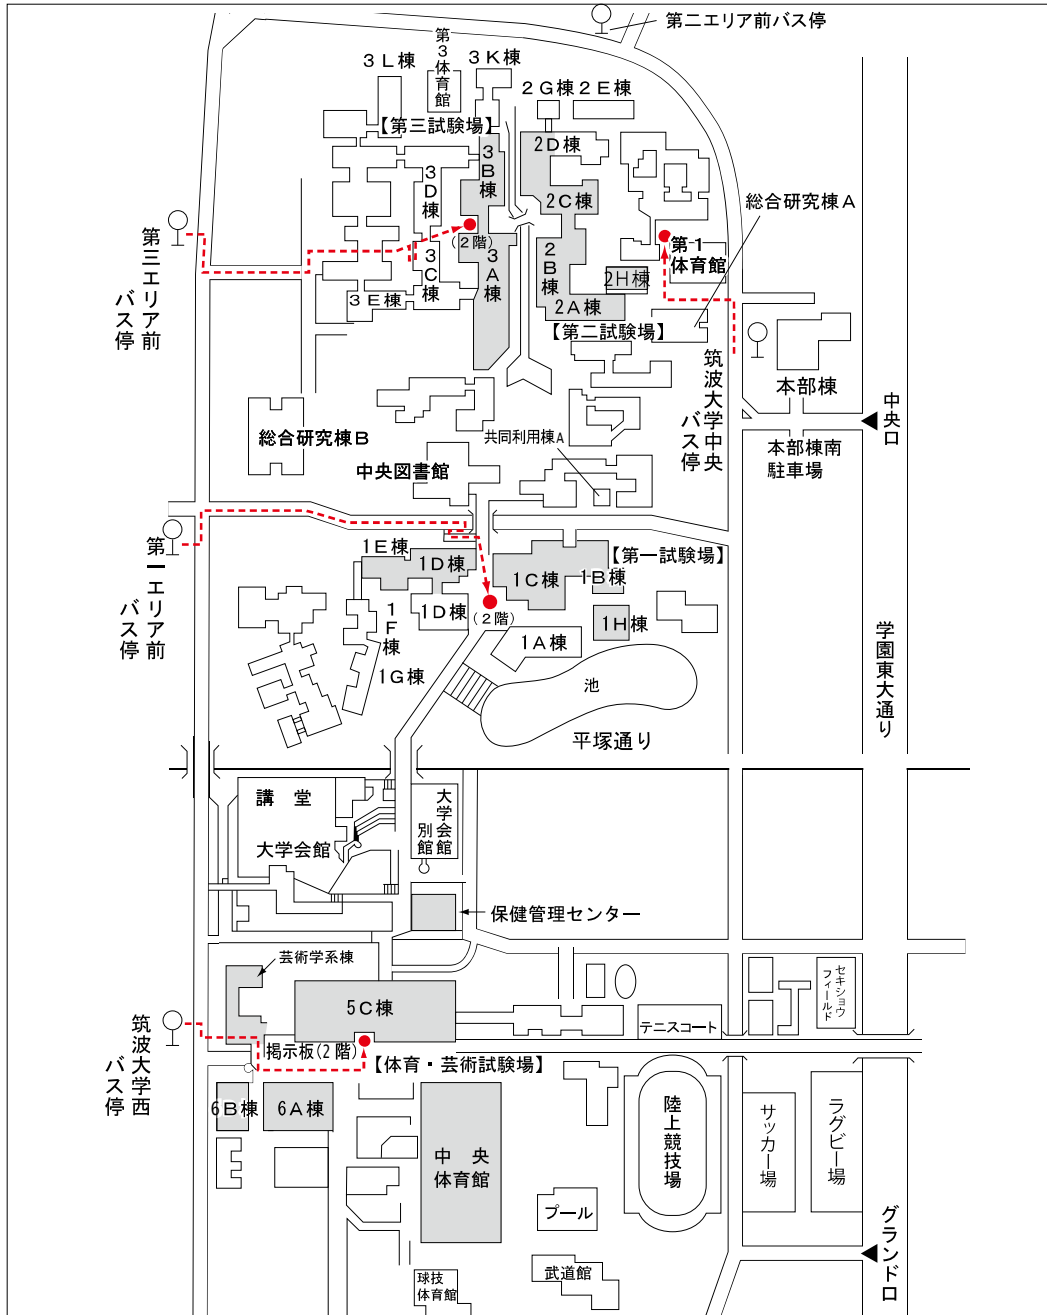 第二エリア前バス停
第3体育館
3L棟
3K棟
2G棟
2E棟
【第三試験場】
3B棟
2D棟
3D棟
2C棟
総合研究棟A
(2階)
第1
体育館
3C棟
3A棟
2B棟
2H棟
3E棟
2A棟
第三エリア前
バス停
【第二試験場】
筑波大学中央
バス停
本部棟
中央口
総合研究棟B
共同利用棟A
本部棟南
駐車場
中央図書館
第一エリア前
バス停
1E棟
1D棟
【第一試験場】
1C棟
1B棟
1D棟
(2階)
1F棟
1H棟
1A棟
1G棟
池
学園東大通り
平塚通り
講 堂
大学会館
別館
大学会館
保健管理センター
芸術学系棟
5C棟
セキショウ
フィールド
テニスコート
筑波大学西
バス停
掲示板(2階)
【体育・芸術試験場】
6B棟
6A棟
中 央
体育館
陸上競技場
サッカー場
ラグビー場
プール
グランド口
武道館
球技
体育館